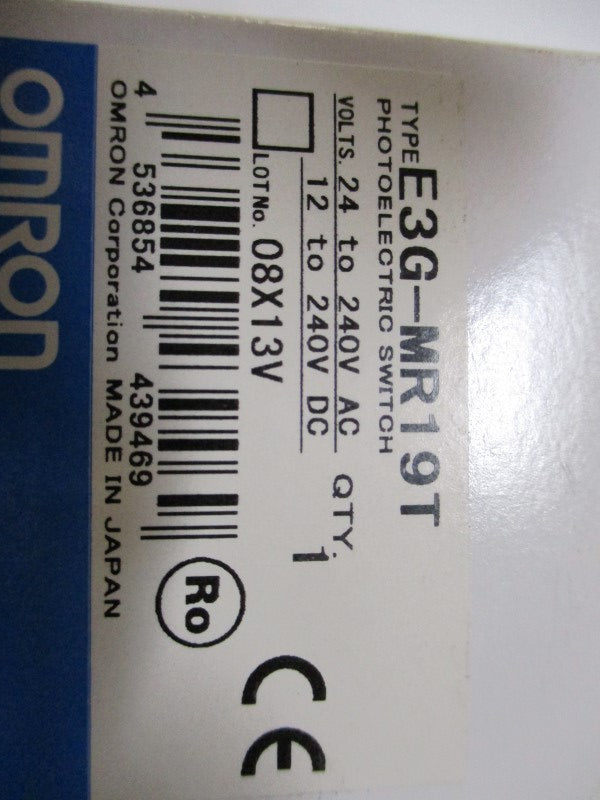 TYPE E3G-MR19T
PHOTOELECTRIC SWITCH
VOLTS. 24 to 240V AC
12 to 240V DC
QTY.
1
LOT No. 08X13V
4 536854 439469
OMRON Corporation MADE IN JAPAN
Ro
CE
OMRON